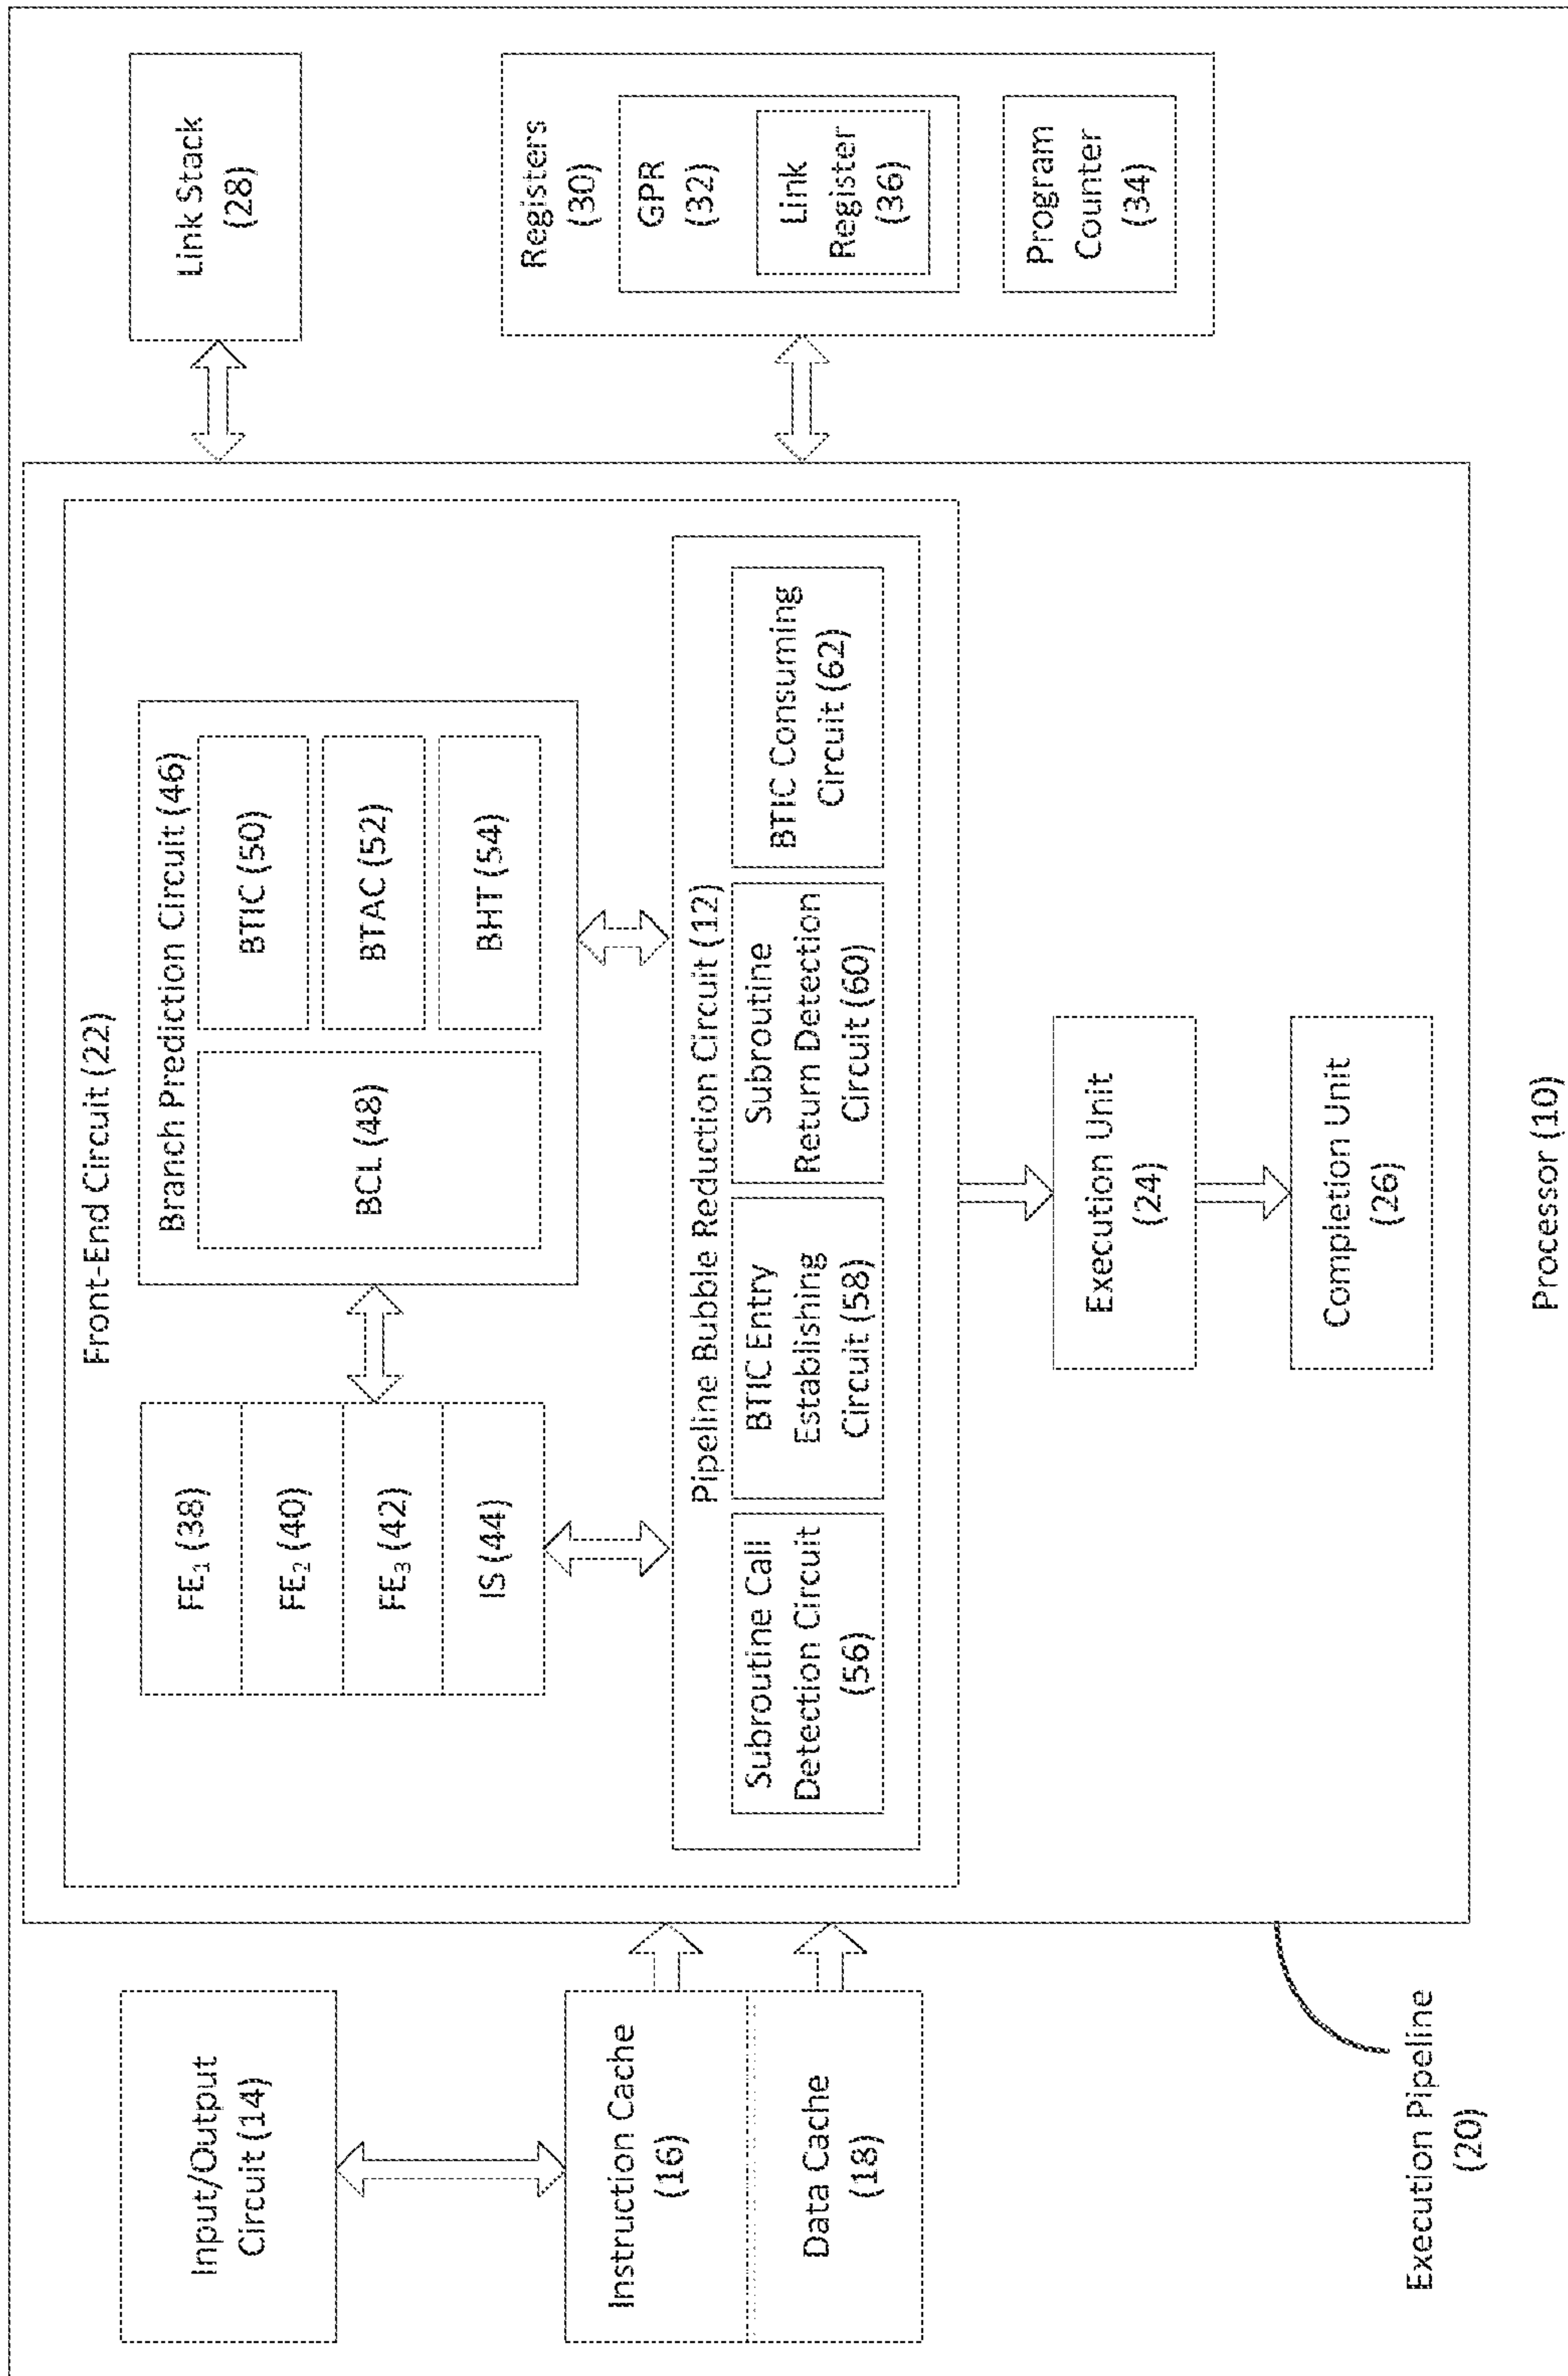 Input/Output
Circuit (14)
Instruction Cache
(16)
Data Cache
(18)
Execution Pipeline
(20)
Front-End Circuit (22)
FE₁ (38)
FE₂ (40)
FE₃ (42)
IS (44)
Branch Prediction Circuit (46)
BCL (48)
BTIC (50)
BTAC (52)
BHT (54)
Pipeline Bubble Reduction Circuit (12)
Subroutine Call
Detection Circuit
(56)
BTIC Entry
Establishing
Circuit (58)
Subroutine
Return Detection
Circuit (60)
BTIC Consuming
Circuit (62)
Execution Unit
(24)
Completion Unit
(26)
Link Stack
(28)
Registers
(30)
GPR
(32)
Link
Register
(36)
Program
Counter
(34)
Processor (10)